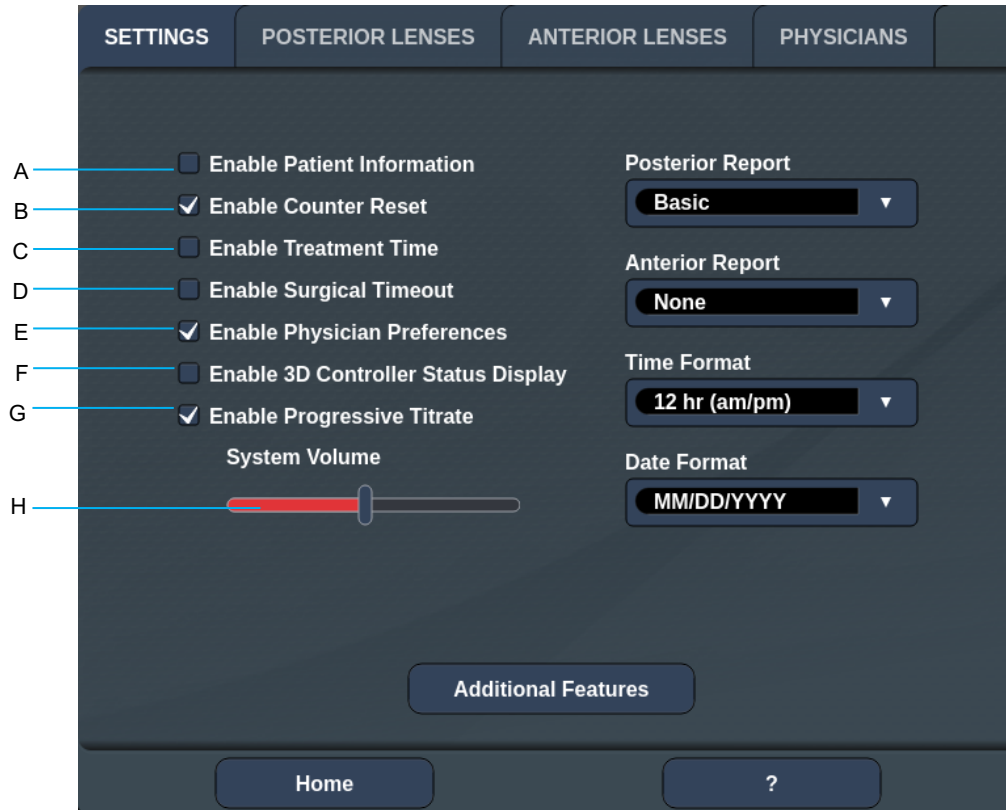 SETTINGS
POSTERIOR LENSES
ANTERIOR LENSES
PHYSICIANS
A
Enable Patient Information
B
Enable Counter Reset
C
Enable Treatment Time
D
Enable Surgical Timeout
E
Enable Physician Preferences
F
Enable 3D Controller Status Display
G
Enable Progressive Titrate
System Volume
H
Posterior Report
Basic
Anterior Report
None
Time Format
12 hr (am/pm)
Date Format
MM/DD/YYYY
Additional Features
Home
?